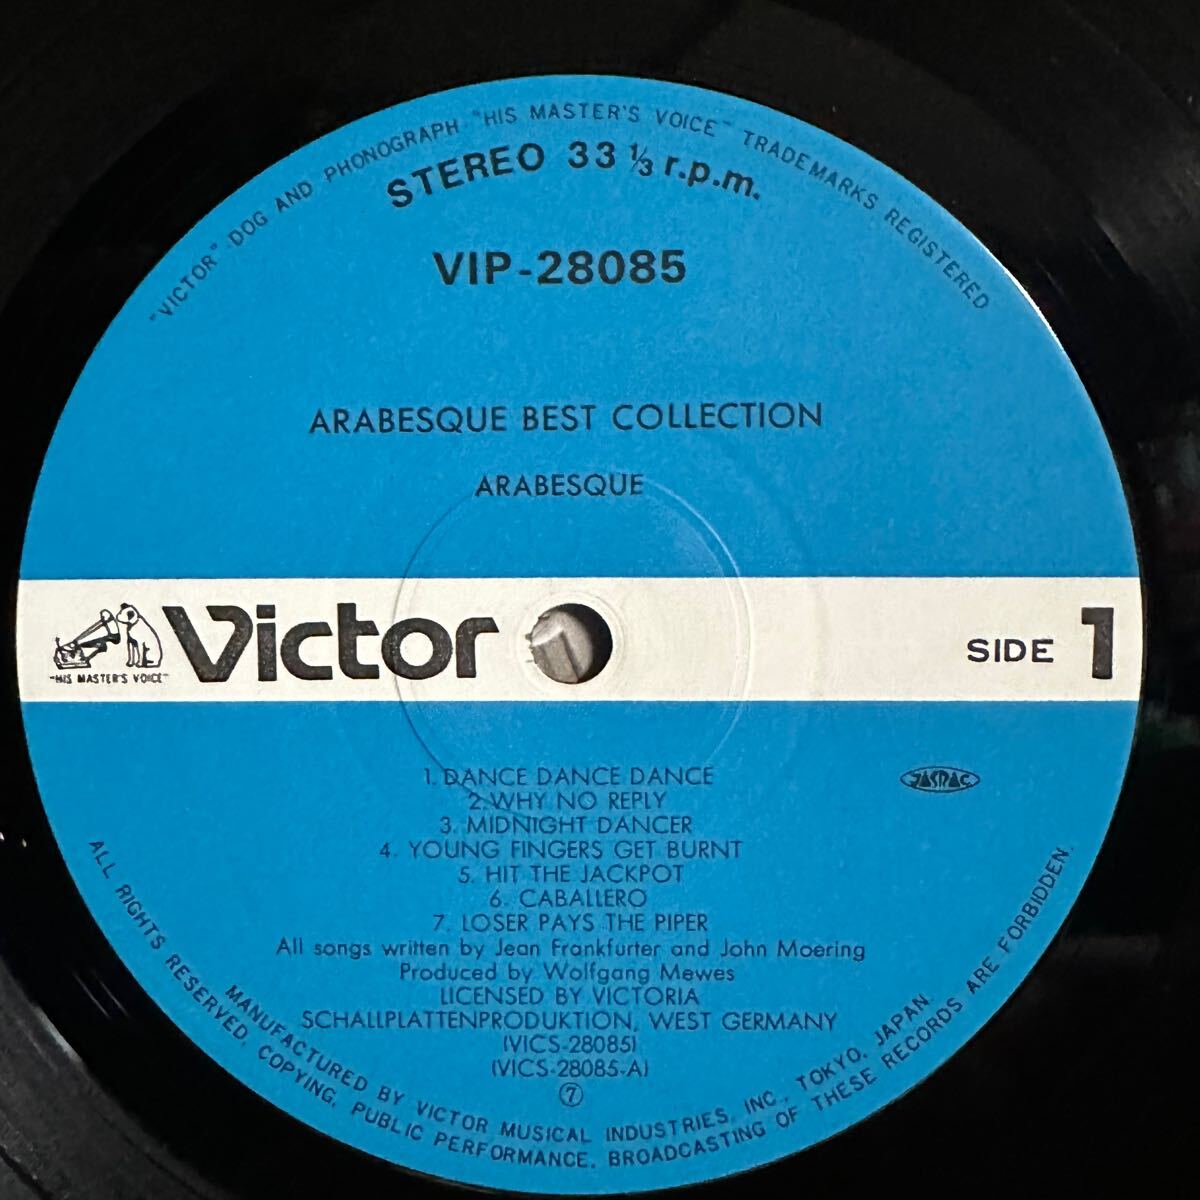 "VICTOR" DOG AND PHONOGRAPH "HIS MASTER'S VOICE" TRADEMARKS REGISTERED
STEREO 33 ⅓ r.p.m.
VIP-28085
ARABESQUE BEST COLLECTION
ARABESQUE
"HIS MASTER'S VOICE"
Victor
SIDE 1
1. DANCE DANCE DANCE
2. WHY NO REPLY
3. MIDNIGHT DANCER
4. YOUNG FINGERS GET BURNT
5. HIT THE JACKPOT
6. CABALLERO
7. LOSER PAYS THE PIPER
JASRAC
All songs written by Jean Frankfurter and John Moering
Produced by Wolfgang Mewes
LICENSED BY VICTORIA
SCHALLPLATTENPRODUKTION, WEST GERMANY
(VICS-28085)
(VICS-28085-A)
⑦
MANUFACTURED BY VICTOR MUSICAL INDUSTRIES, INC., TOKYO, JAPAN.
ALL RIGHTS RESERVED, COPYING, PUBLIC PERFORMANCE, BROADCASTING OF THESE RECORDS ARE FORBIDDEN.